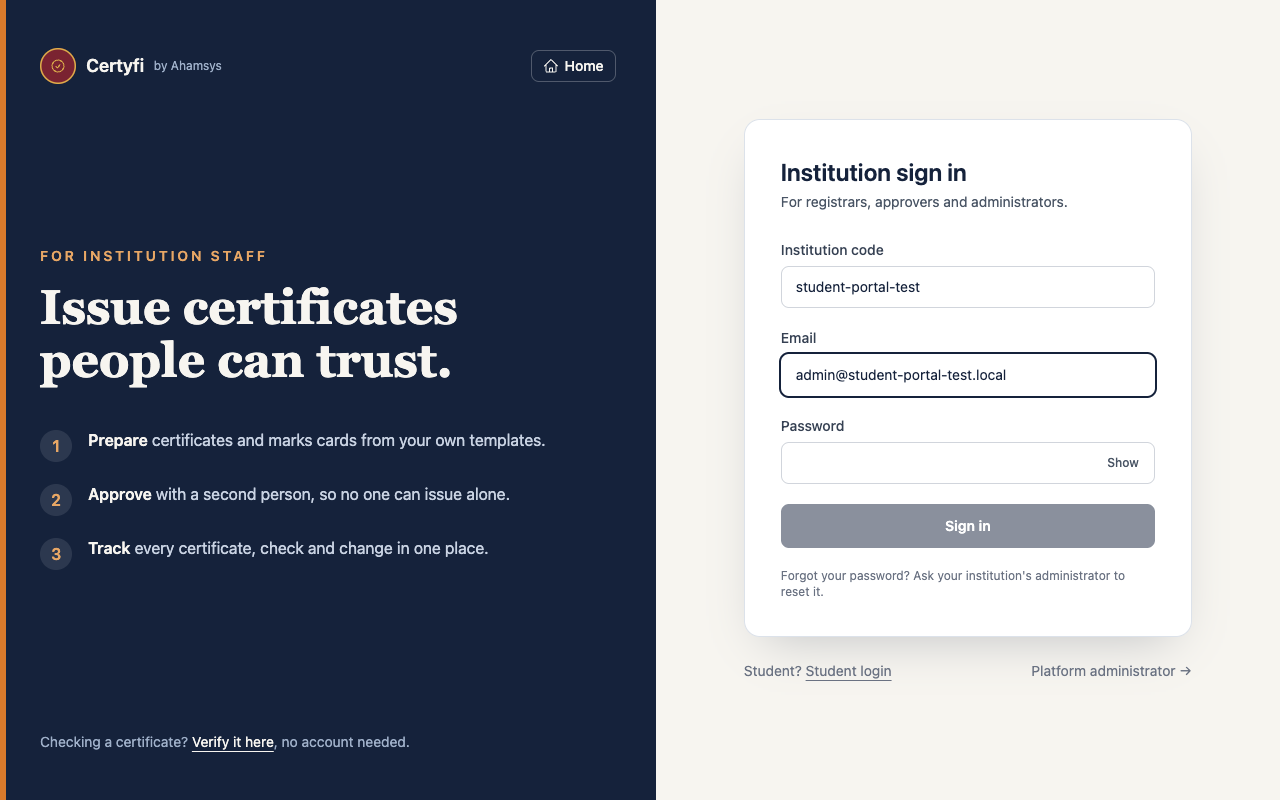 Certyfi by Ahamsys
Home
FOR INSTITUTION STAFF
Issue certificates
people can trust.
1 Prepare certificates and marks cards from your own templates.
2 Approve with a second person, so no one can issue alone.
3 Track every certificate, check and change in one place.
Checking a certificate? Verify it here, no account needed.
Institution sign in
For registrars, approvers and administrators.
Institution code
student-portal-test
Email
admin@student-portal-test.local
Password
Show
Sign in
Forgot your password? Ask your institution's administrator to
reset it.
Student? Student login
Platform administrator →